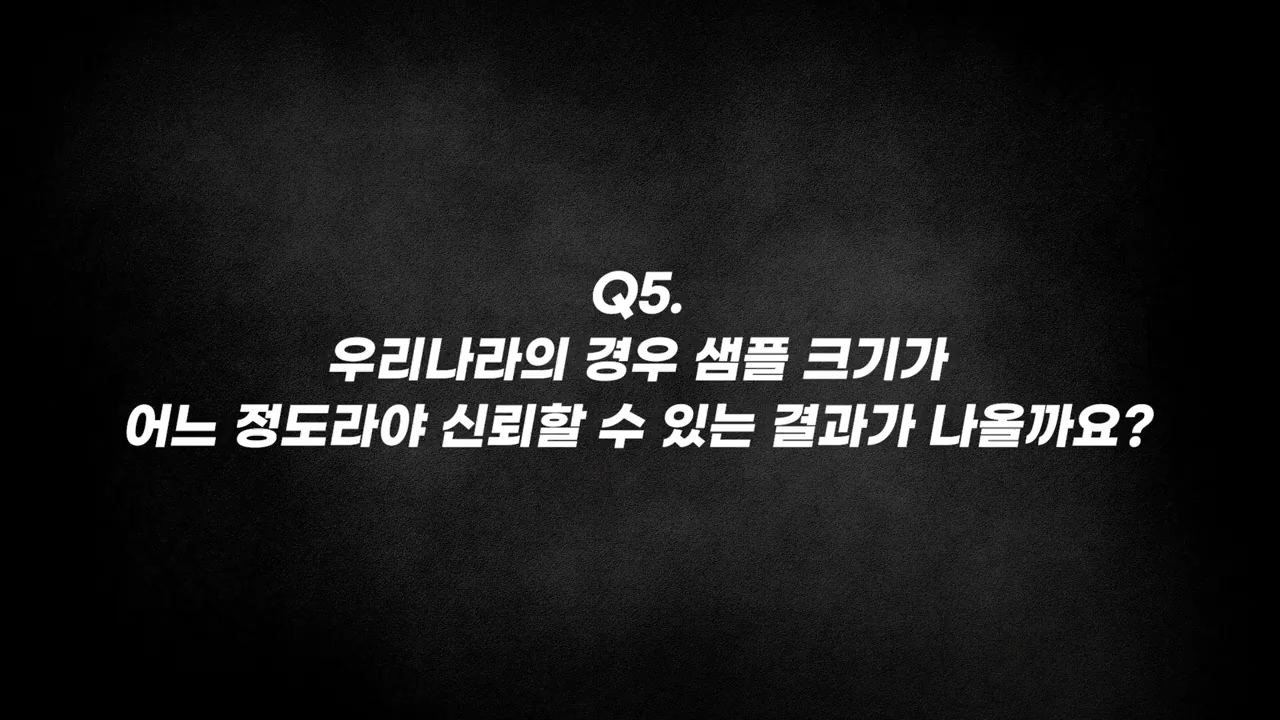 Q5.
우리나라의 경우 샘플 크기가
어느 정도라야 신뢰할 수 있는 결과가 나올까요?